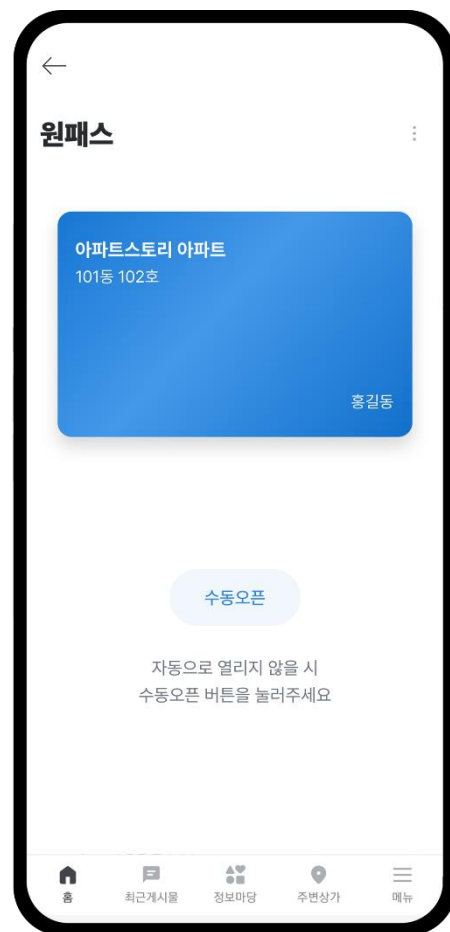 원패스
아파트스토리 아파트
101동 102호
홍길동
수동오픈
자동으로 열리지 않을 시
수동오픈 버튼을 눌러주세요
홈
최근게시물
정보마당
주변상가
메뉴